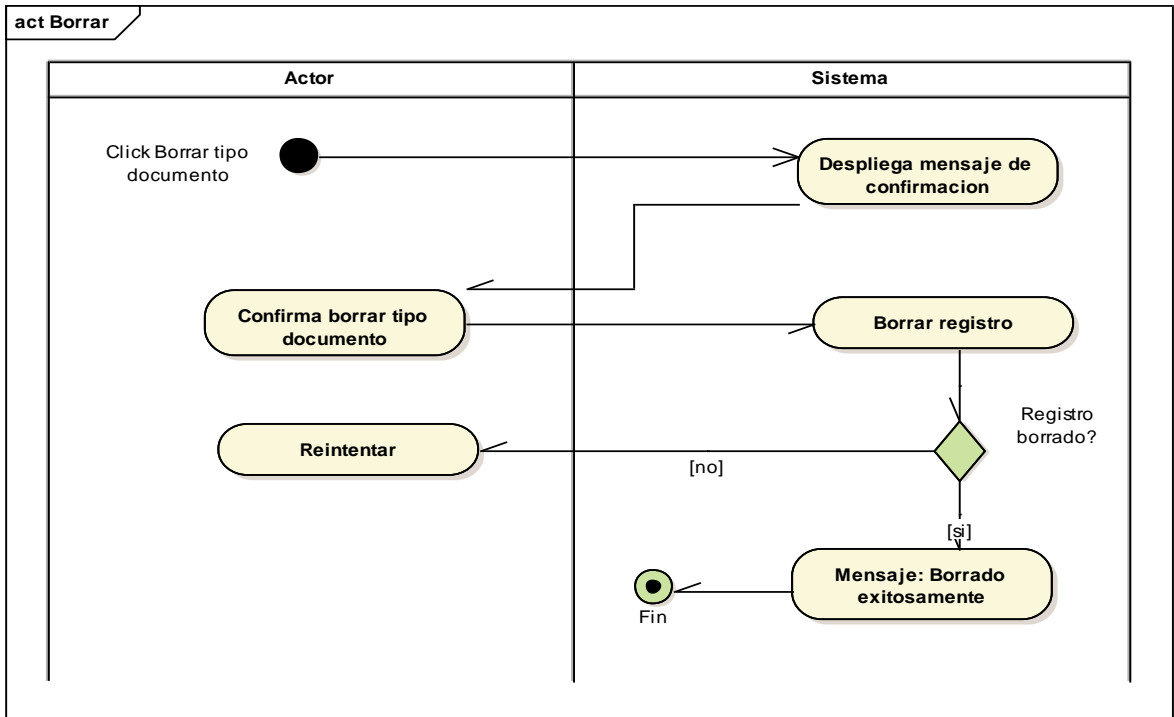 act Borrar
Actor
Sistema
Click Borrar tipo
documento
Despliega mensaje de
confirmacion
Confirma borrar tipo
documento
Borrar registro
Registro
borrado?
Reintentar
[no]
[si]
Mensaje: Borrado
exitosamente
Fin